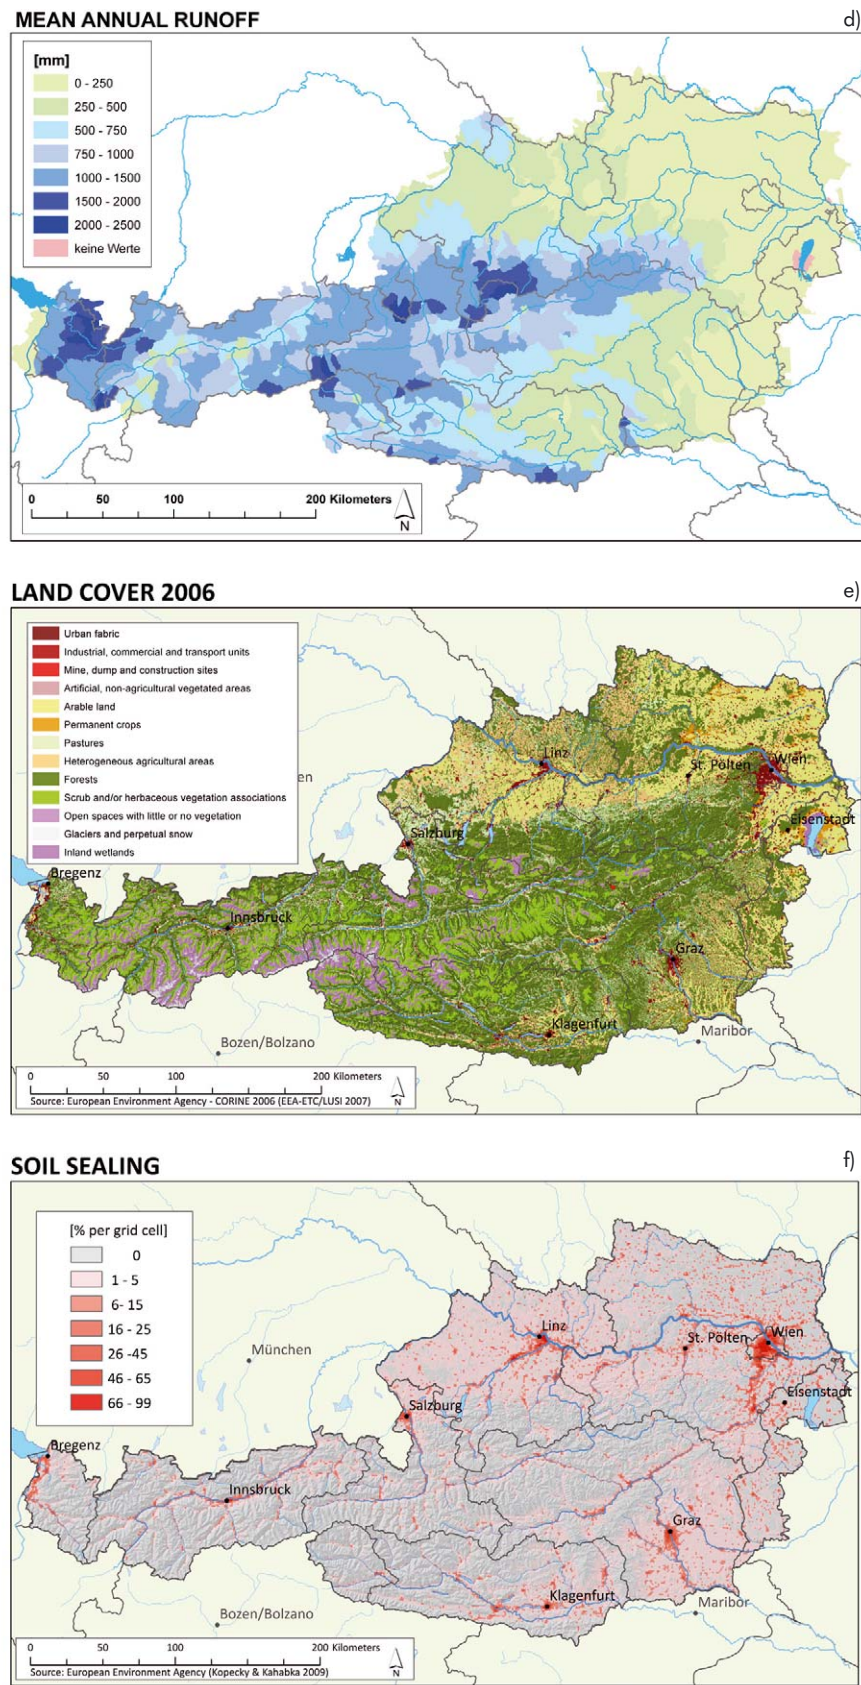 MEAN ANNUAL RUNOFF
d)
[mm]
0 - 250
250 - 500
500 - 750
750 - 1000
1000 - 1500
1500 - 2000
2000 - 2500
keine Werte
0 50 100 200 Kilometers
N
LAND COVER 2006
e)
Urban fabric
Industrial, commercial and transport units
Mine, dump and construction sites
Artificial, non-agricultural vegetated areas
Arable land
Permanent crops
Pastures
Heterogeneous agricultural areas
Forests
Scrub and/or herbaceous vegetation associations
Open spaces with little or no vegetation
Glaciers and perpetual snow
Inland wetlands
en
Linz
St. Pölten
Wien
Eisenstadt
Salzburg
Bregenz
Innsbruck
Graz
Klagenfurt
Maribor
Bozen/Bolzano
0 50 100 200 Kilometers
Source: European Environment Agency - CORINE 2006 (EEA-ETC/LUSI 2007)
N
SOIL SEALING
f)
[% per grid cell]
0
1 - 5
6- 15
16 - 25
26 -45
46 - 65
66 - 99
München
Linz
St. Pölten
Wien
Eisenstadt
Salzburg
Bregenz
Innsbruck
Graz
Klagenfurt
Maribor
Bozen/Bolzano
0 50 100 200 Kilometers
Source: European Environment Agency (Kopecky & Kahabka 2009)
N